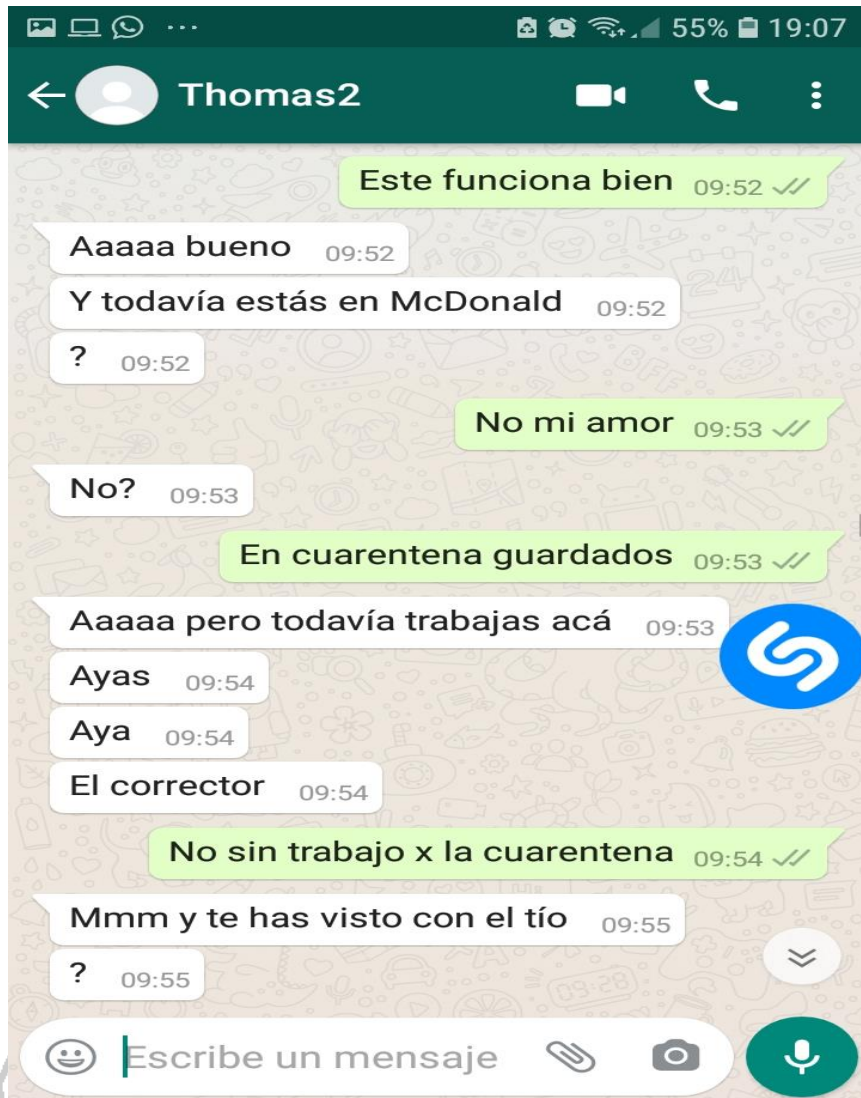 55% 19:07
Thomas2
Este funciona bien 09:52
Aaaaa bueno 09:52
Y todavía estás en McDonald 09:52
? 09:52
No mi amor 09:53
No? 09:53
En cuarentena guardados 09:53
Aaaaa pero todavía trabajas acá 09:53
Ayas 09:54
Aya 09:54
El corrector 09:54
No sin trabajo x la cuarentena 09:54
Mmm y te has visto con el tío 09:55
? 09:55
Escribe un mensaje